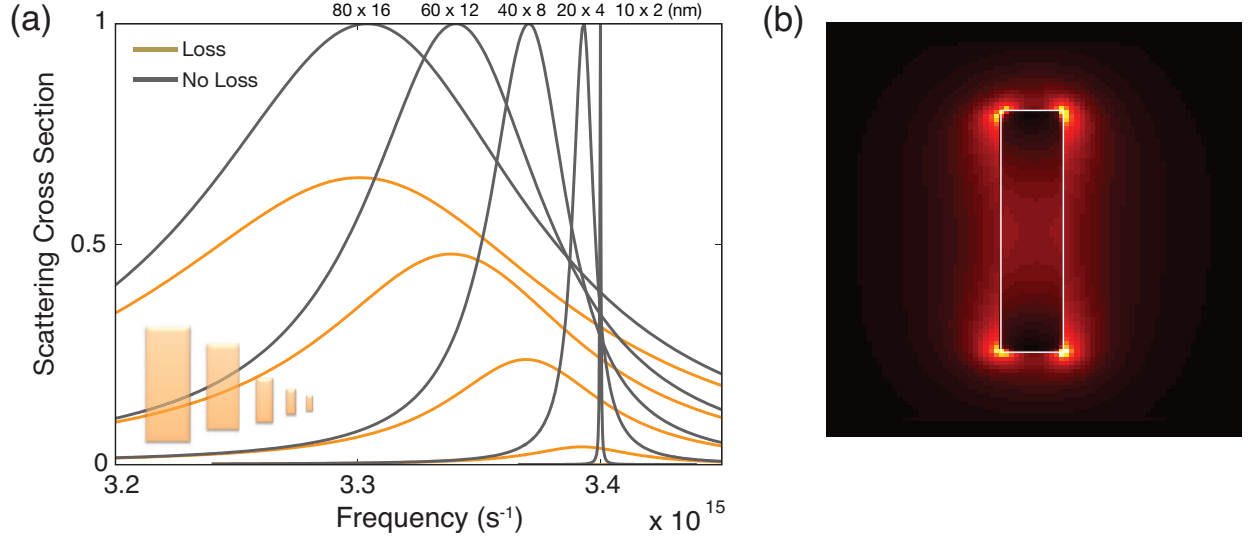 (a)
80 x 16 60 x 12 40 x 8 20 x 4 10 x 2 (nm)
1
Loss
No Loss
Scattering Cross Section
0.5
0
3.2 3.3 3.4
Frequency (s⁻¹) x 10¹⁵
(b)